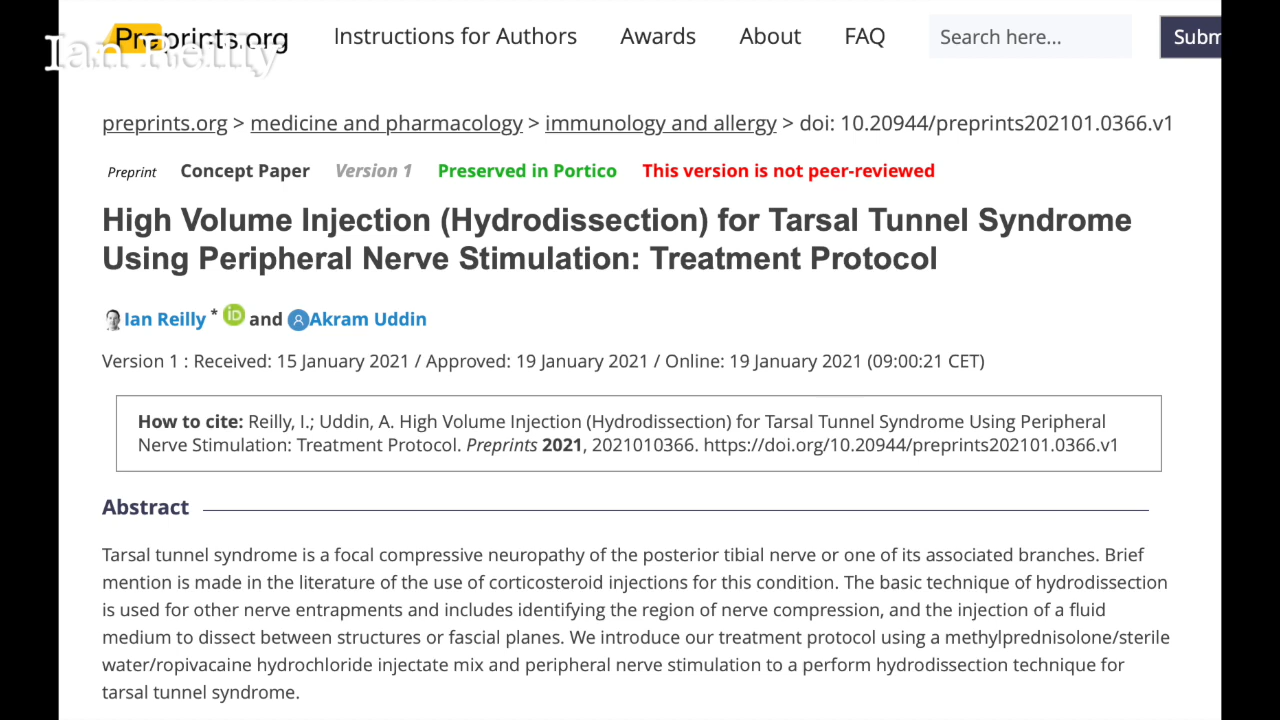 Ian Reilly
Preprints.org Instructions for Authors Awards About FAQ Search here... Subm
preprints.org > medicine and pharmacology > immunology and allergy > doi: 10.20944/preprints202101.0366.v1
Preprint Concept Paper Version 1 Preserved in Portico This version is not peer-reviewed
High Volume Injection (Hydrodissection) for Tarsal Tunnel Syndrome
Using Peripheral Nerve Stimulation: Treatment Protocol
Ian Reilly * iD and Akram Uddin
Version 1 : Received: 15 January 2021 / Approved: 19 January 2021 / Online: 19 January 2021 (09:00:21 CET)
How to cite: Reilly, I.; Uddin, A. High Volume Injection (Hydrodissection) for Tarsal Tunnel Syndrome Using Peripheral
Nerve Stimulation: Treatment Protocol. Preprints 2021, 2021010366. https://doi.org/10.20944/preprints202101.0366.v1
Abstract
Tarsal tunnel syndrome is a focal compressive neuropathy of the posterior tibial nerve or one of its associated branches. Brief
mention is made in the literature of the use of corticosteroid injections for this condition. The basic technique of hydrodissection
is used for other nerve entrapments and includes identifying the region of nerve compression, and the injection of a fluid
medium to dissect between structures or fascial planes. We introduce our treatment protocol using a methylprednisolone/sterile
water/ropivacaine hydrochloride injectate mix and peripheral nerve stimulation to a perform hydrodissection technique for
tarsal tunnel syndrome.